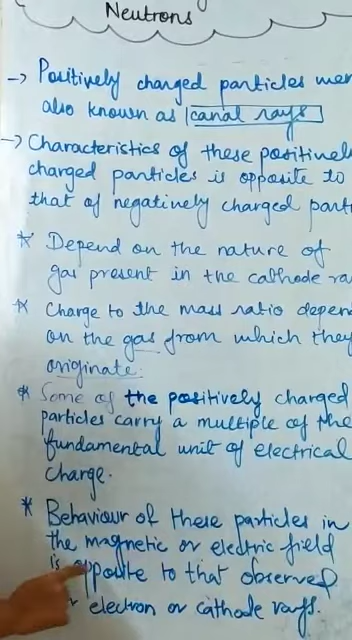 Neutrons
→ Positively charged particles wer
also known as canal rays
→ Characteristics of these positivel
charged particles is opposite to
that of negatively charged part
* Depend on the nature of
gas present in the cathode ra
* Charge to the mass ratio depen
on the gas from which they
originate.
* Some of the positively charged
particles carry a multiple of the
fundamental unit of electrical
charge.
* Behaviour of these particles in
the magnetic or electric field
is opposite to that observed
electron or cathode rays.